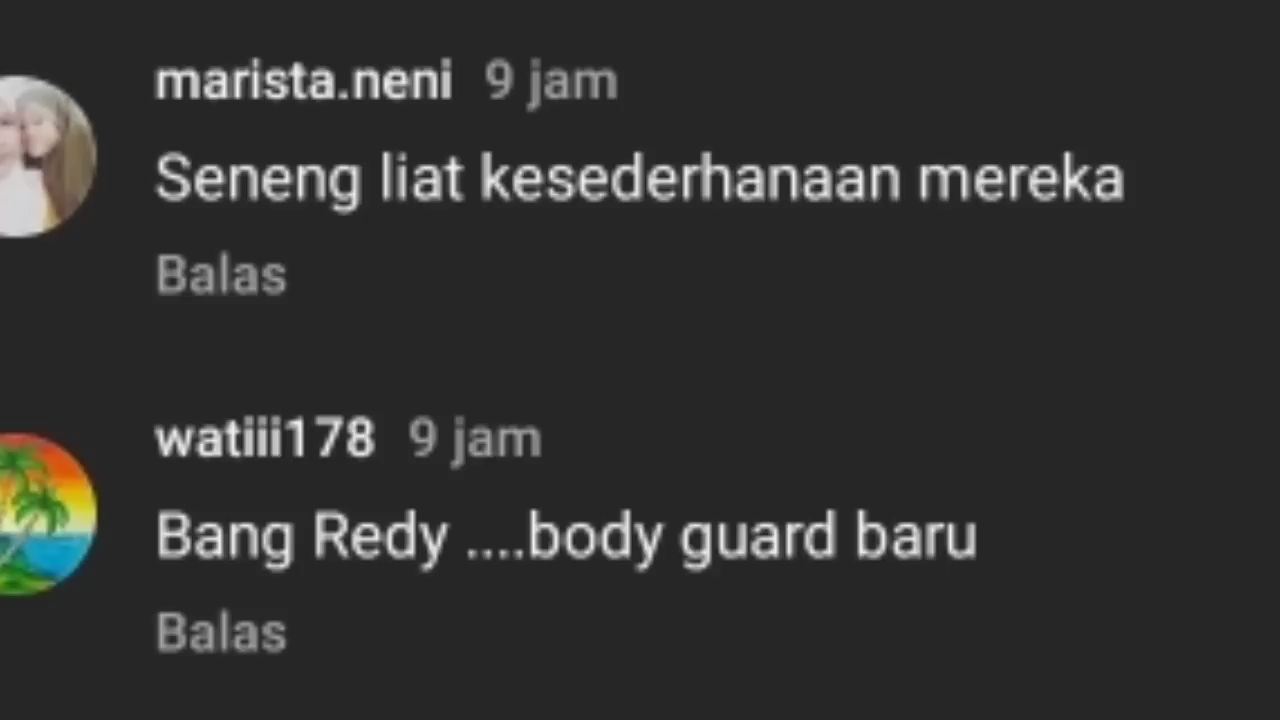 marista.neni 9 jam
Seneng liat kesederhanaan mereka
Balas
watiii178 9 jam
Bang Redy ....body guard baru
Balas